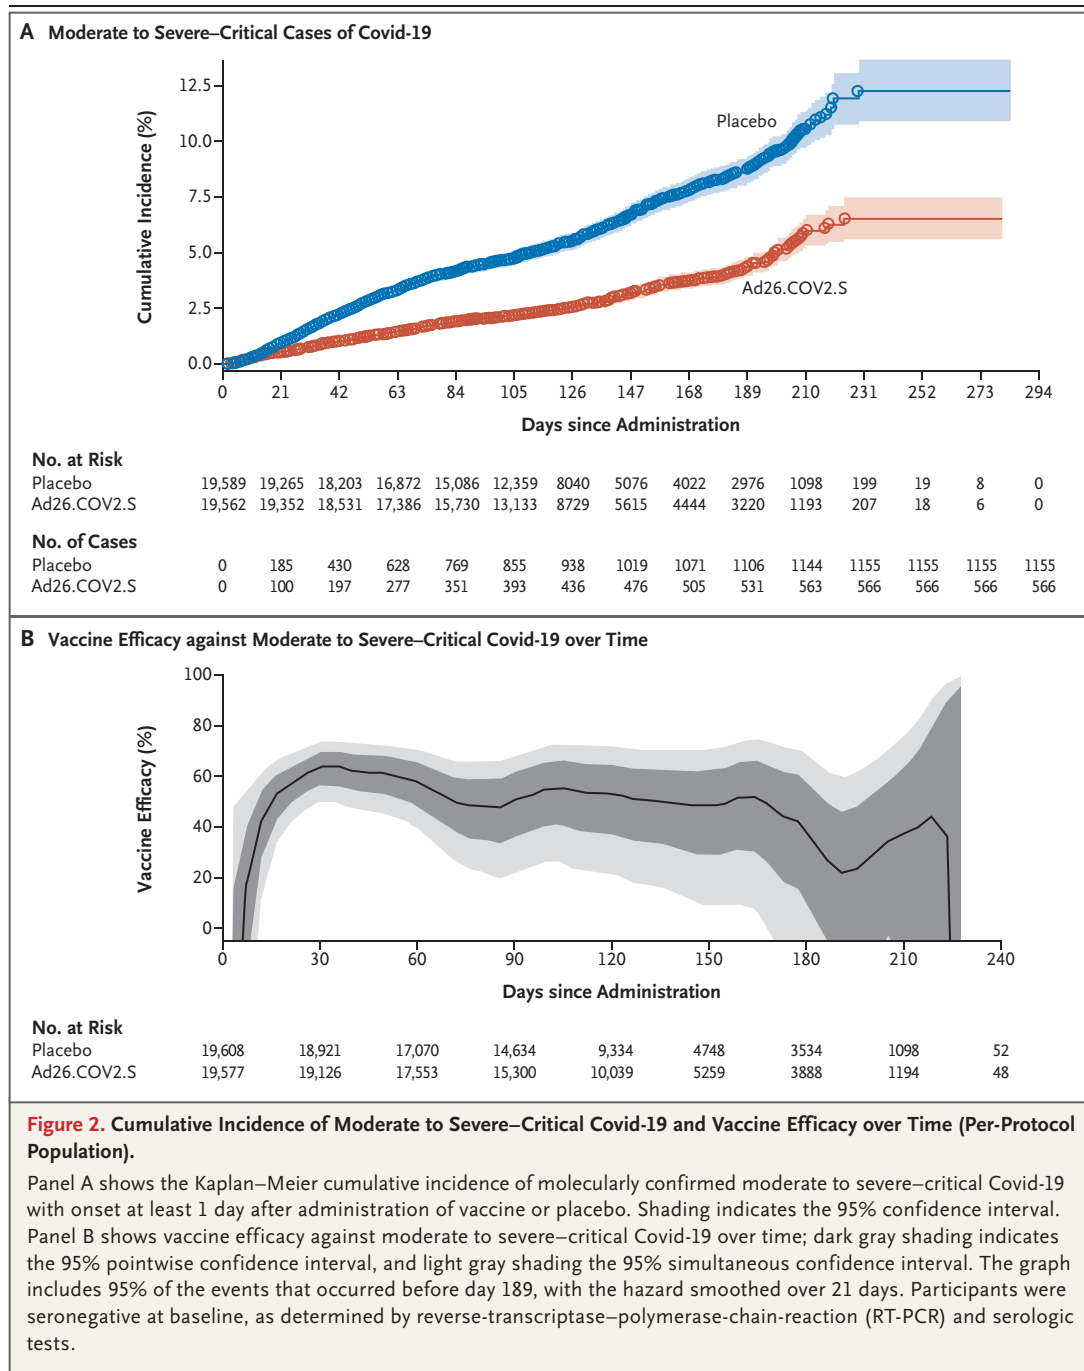 A Moderate to Severe–Critical Cases of Covid-19
12.5
10.0
7.5
5.0
2.5
0.0
Cumulative Incidence (%)
Placebo
Ad26.COV2.S
0 21 42 63 84 105 126 147 168 189 210 231 252 273 294
Days since Administration
No. at Risk
Placebo 19,589 19,265 18,203 16,872 15,086 12,359 8040 5076 4022 2976 1098 199 19 8 0
Ad26.COV2.S 19,562 19,352 18,531 17,386 15,730 13,133 8729 5615 4444 3220 1193 207 18 6 0
No. of Cases
Placebo 0 185 430 628 769 855 938 1019 1071 1106 1144 1155 1155 1155 1155
Ad26.COV2.S 0 100 197 277 351 393 436 476 505 531 563 566 566 566 566
B Vaccine Efficacy against Moderate to Severe–Critical Covid-19 over Time
100
80
60
40
20
0
Vaccine Efficacy (%)
0 30 60 90 120 150 180 210 240
Days since Administration
No. at Risk
Placebo 19,608 18,921 17,070 14,634 9,334 4748 3534 1098 52
Ad26.COV2.S 19,577 19,126 17,553 15,300 10,039 5259 3888 1194 48
Figure 2. Cumulative Incidence of Moderate to Severe–Critical Covid-19 and Vaccine Efficacy over Time (Per-Protocol
Population).
Panel A shows the Kaplan–Meier cumulative incidence of molecularly confirmed moderate to severe–critical Covid-19
with onset at least 1 day after administration of vaccine or placebo. Shading indicates the 95% confidence interval.
Panel B shows vaccine efficacy against moderate to severe–critical Covid-19 over time; dark gray shading indicates
the 95% pointwise confidence interval, and light gray shading the 95% simultaneous confidence interval. The graph
includes 95% of the events that occurred before day 189, with the hazard smoothed over 21 days. Participants were
seronegative at baseline, as determined by reverse-transcriptase–polymerase-chain-reaction (RT-PCR) and serologic
tests.